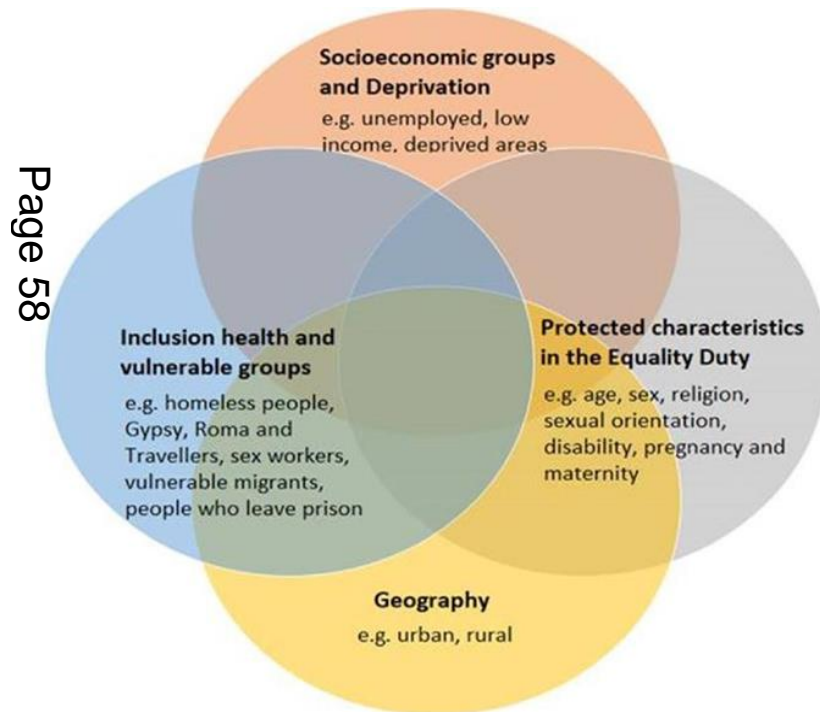 Page 58
Socioeconomic groups
and Deprivation
e.g. unemployed, low
income, deprived areas
Inclusion health and
vulnerable groups
e.g. homeless people,
Gypsy, Roma and
Travellers, sex workers,
vulnerable migrants,
people who leave prison
Protected characteristics
in the Equality Duty
e.g. age, sex, religion,
sexual orientation,
disability, pregnancy and
maternity
Geography
e.g. urban, rural